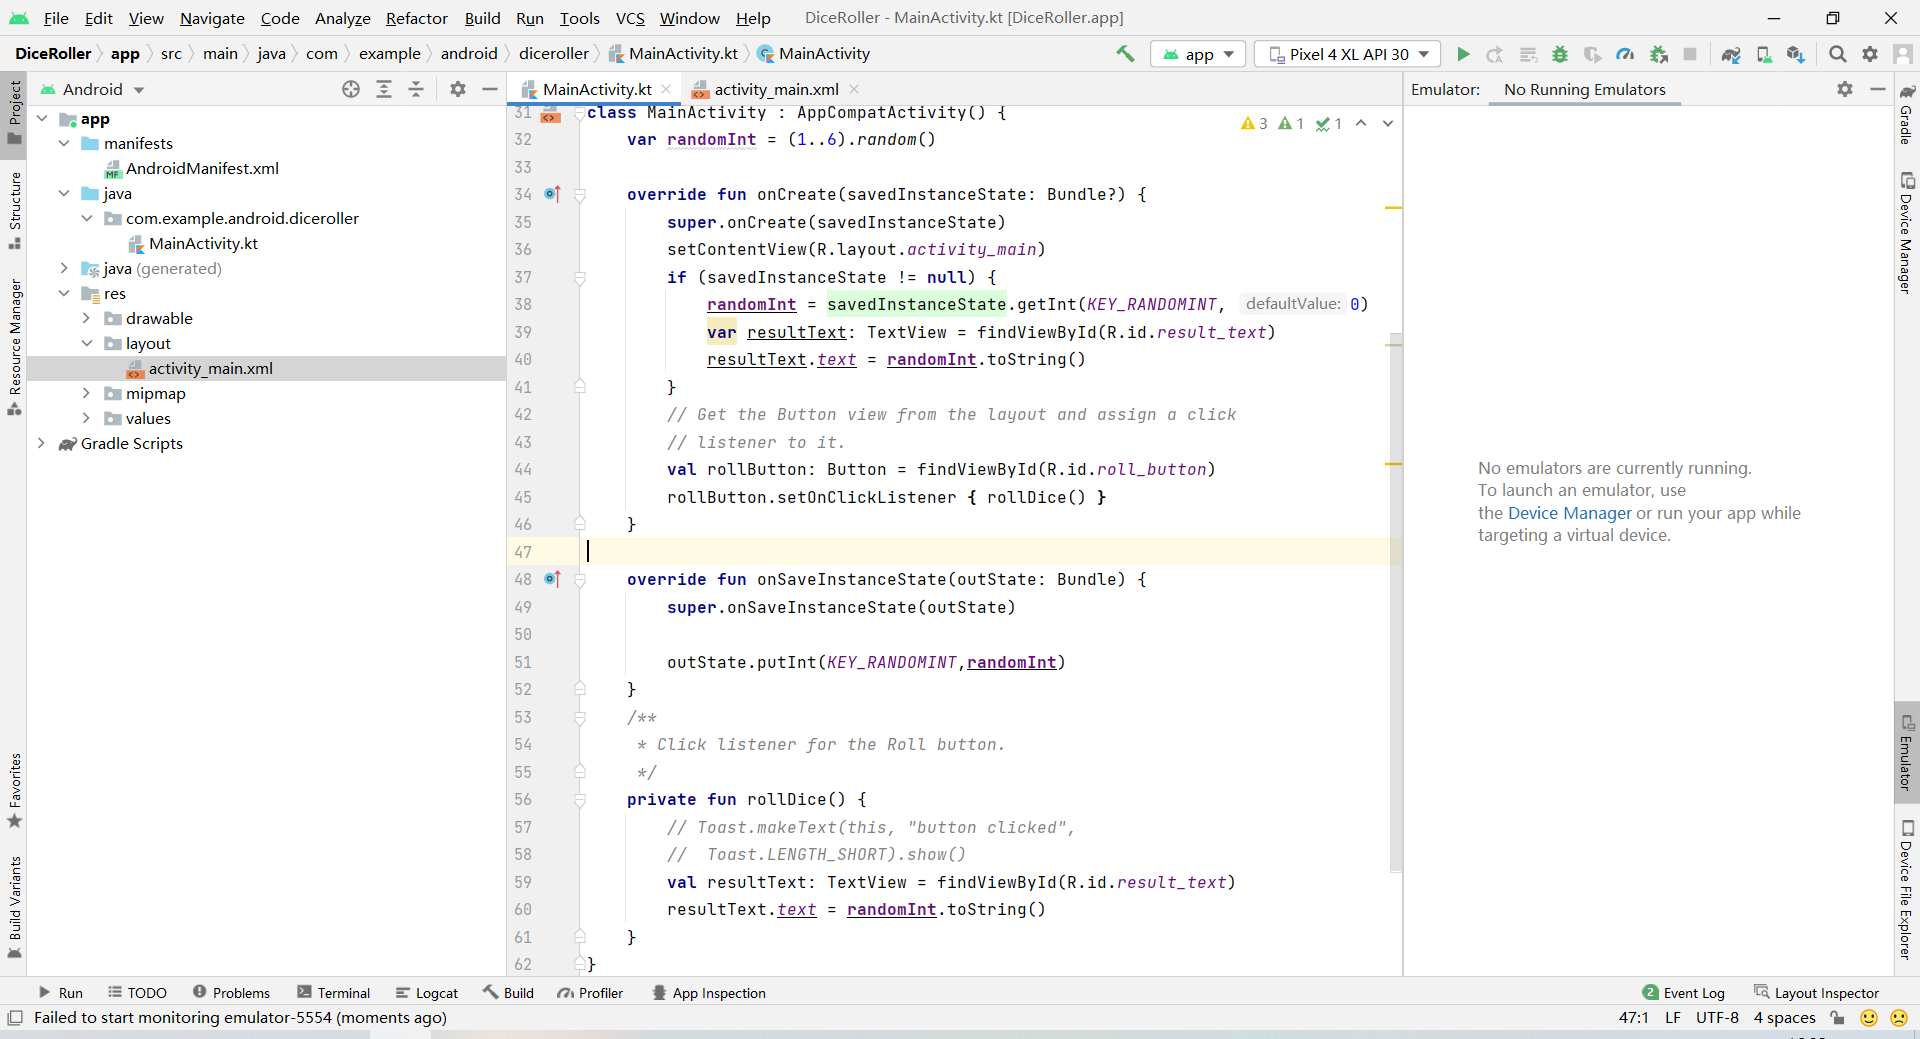 File Edit View Navigate Code Analyze Refactor Build Run Tools VCS Window Help DiceRoller - MainActivity.kt [DiceRoller.app]
DiceRoller app src main java com example android diceroller MainActivity.kt MainActivity app Pixel 4 XL API 30
Android
MainActivity.kt activity_main.xml
Emulator: No Running Emulators
Project
Structure
Resource Manager
Favorites
Build Variants
app
manifests
AndroidManifest.xml
java
com.example.android.diceroller
MainActivity.kt
java (generated)
res
drawable
layout
activity_main.xml
mipmap
values
Gradle Scripts
3 1 1
31 class MainActivity : AppCompatActivity() {
32 var randomInt = (1..6).random()
33
34 override fun onCreate(savedInstanceState: Bundle?) {
35 super.onCreate(savedInstanceState)
36 setContentView(R.layout.activity_main)
37 if (savedInstanceState != null) {
38 randomInt = savedInstanceState.getInt(KEY_RANDOMINT, defaultValue: 0)
39 var resultText: TextView = findViewById(R.id.result_text)
40 resultText.text = randomInt.toString()
41 }
42 // Get the Button view from the layout and assign a click
43 // listener to it.
44 val rollButton: Button = findViewById(R.id.roll_button)
45 rollButton.setOnClickListener { rollDice() }
46 }
47
48 override fun onSaveInstanceState(outState: Bundle) {
49 super.onSaveInstanceState(outState)
50
51 outState.putInt(KEY_RANDOMINT,randomInt)
52 }
53 /**
54 * Click listener for the Roll button.
55 */
56 private fun rollDice() {
57 // Toast.makeText(this, "button clicked",
58 //  Toast.LENGTH_SHORT).show()
59 val resultText: TextView = findViewById(R.id.result_text)
60 resultText.text = randomInt.toString()
61 }
62 }
No emulators are currently running.
To launch an emulator, use
the Device Manager or run your app while
targeting a virtual device.
Gradle
Device Manager
Emulator
Device File Explorer
Run TODO Problems Terminal Logcat Build Profiler App Inspection 2 Event Log Layout Inspector
Failed to start monitoring emulator-5554 (moments ago) 47:1 LF UTF-8 4 spaces